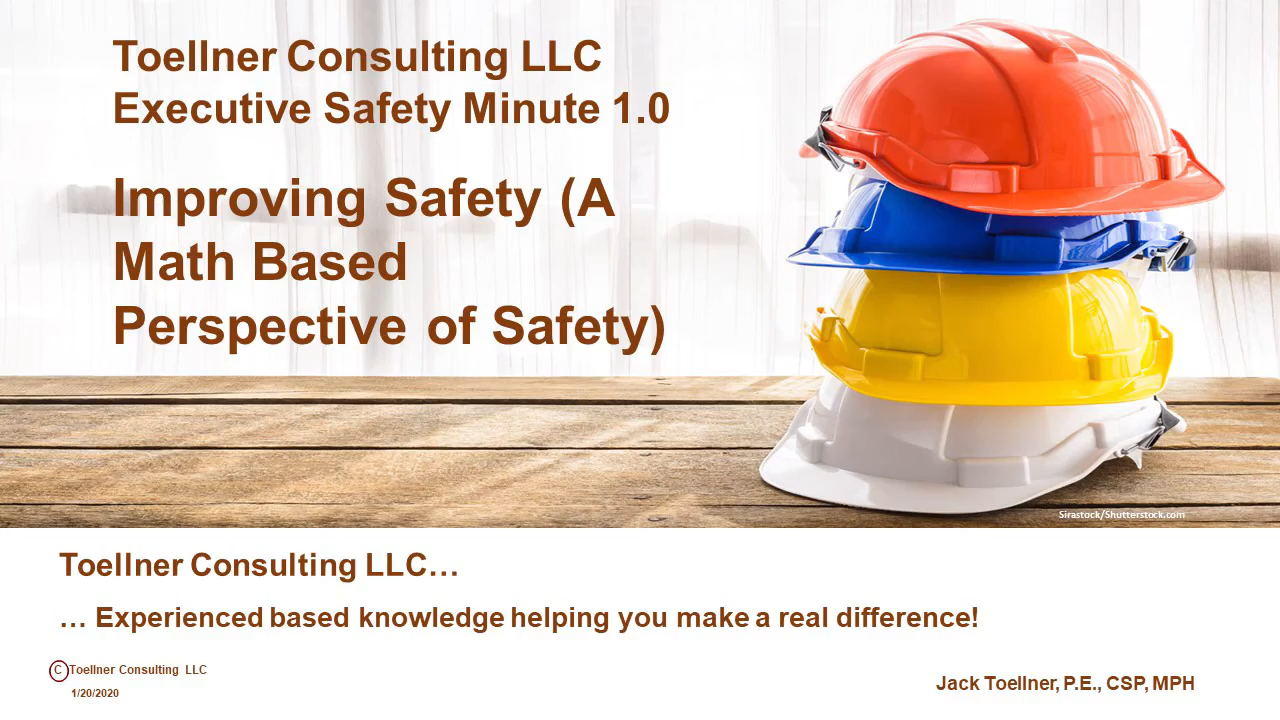 Toellner Consulting LLC
Executive Safety Minute 1.0
Improving Safety (A
Math Based
Perspective of Safety)
Sirastock/Shutterstock.com
Toellner Consulting LLC…
… Experienced based knowledge helping you make a real difference!
C Toellner Consulting LLC
1/20/2020
Jack Toellner, P.E., CSP, MPH